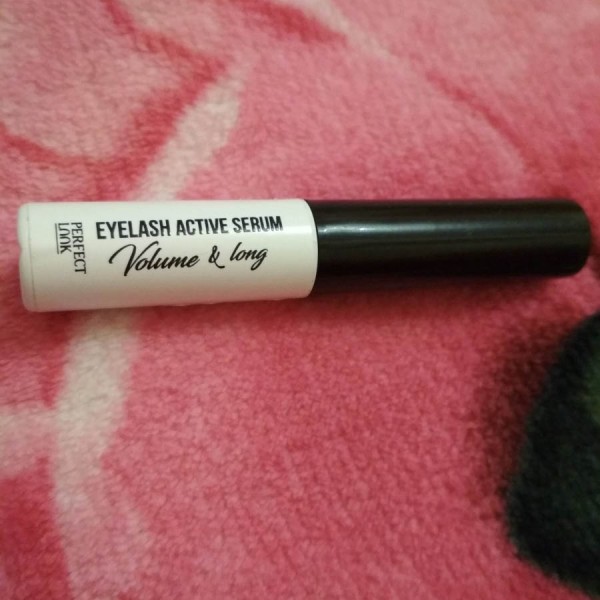 PERFECT
LOOK
EYELASH ACTIVE SERUM
Volume & long